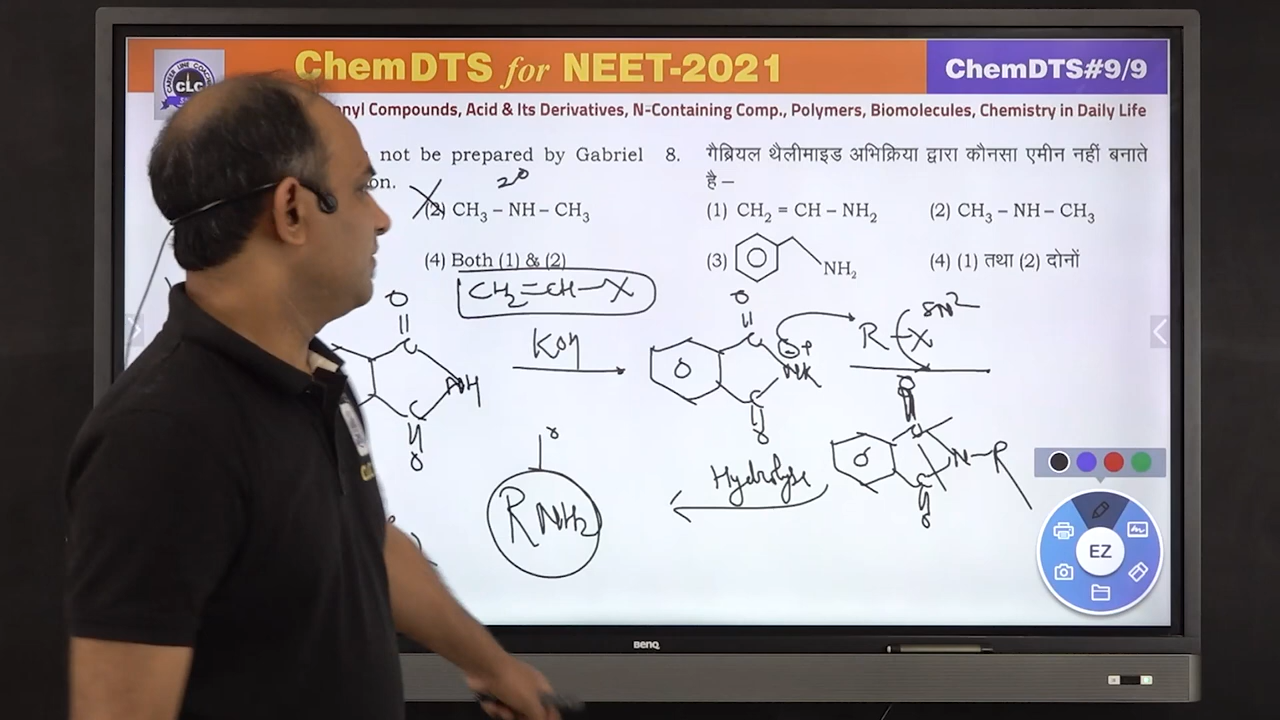 ChemDTS for NEET-2021
ChemDTS#9/9
CLC
Compounds, Acid & Its Derivatives, N-Containing Comp., Polymers, Biomolecules, Chemistry in Daily Life
not be prepared by Gabriel
2°
(2) CH₃ – NH – CH₃
(4) Both (1) & (2)
CH₂=CH–X
8. गैब्रियल थैलीमाइड अभिक्रिया द्वारा कौनसा एमीन नहीं बनाते
है –
(1) CH₂ = CH – NH₂ (2) CH₃ – NH – CH₃
(3) NH₂ (4) (1) तथा (2) दोनों
O
C
NH
C
O
KOH
O
C
NK
C
O
R–X
SN²
O
C
N–R
C
O
Hydrolyse
RNH₂
EZ
BENQ